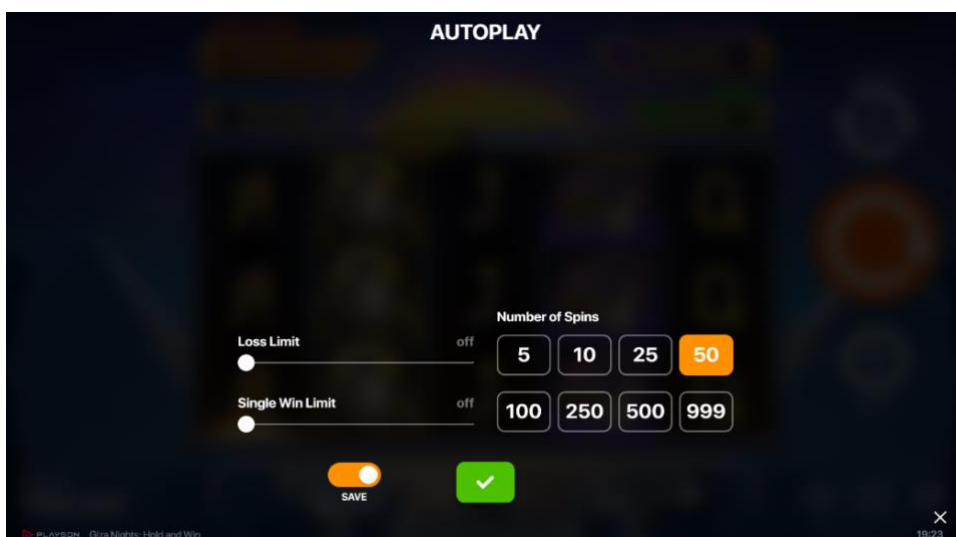 AUTOPLAY
Number of Spins
Loss Limit off
5 10 25 50
Single Win Limit off
100 250 500 999
SAVE
PLAYSON Giza Nights: Hold and Win
19:23